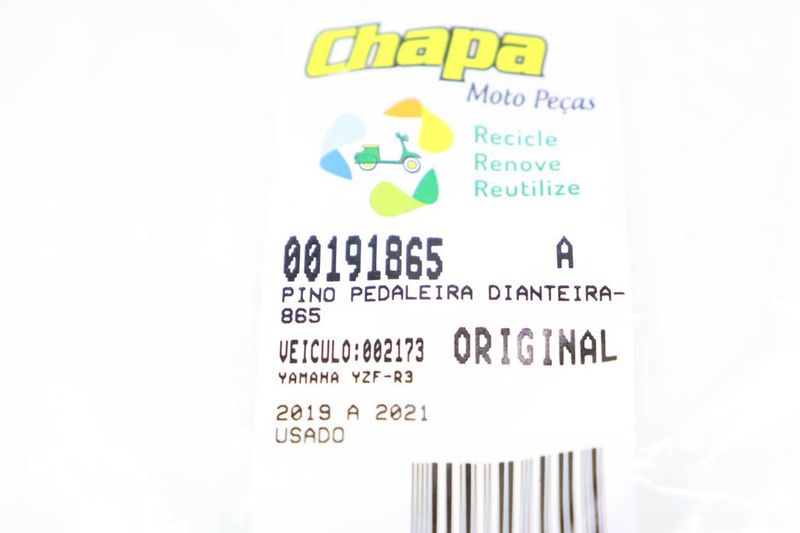 Chapa
Moto Peças
Recicle
Renove
Reutilize
00191865 A
PINO PEDALEIRA DIANTEIRA-
865
VEICULO:002173 ORIGINAL
YAMAHA YZF-R3
2019 A 2021
USADO